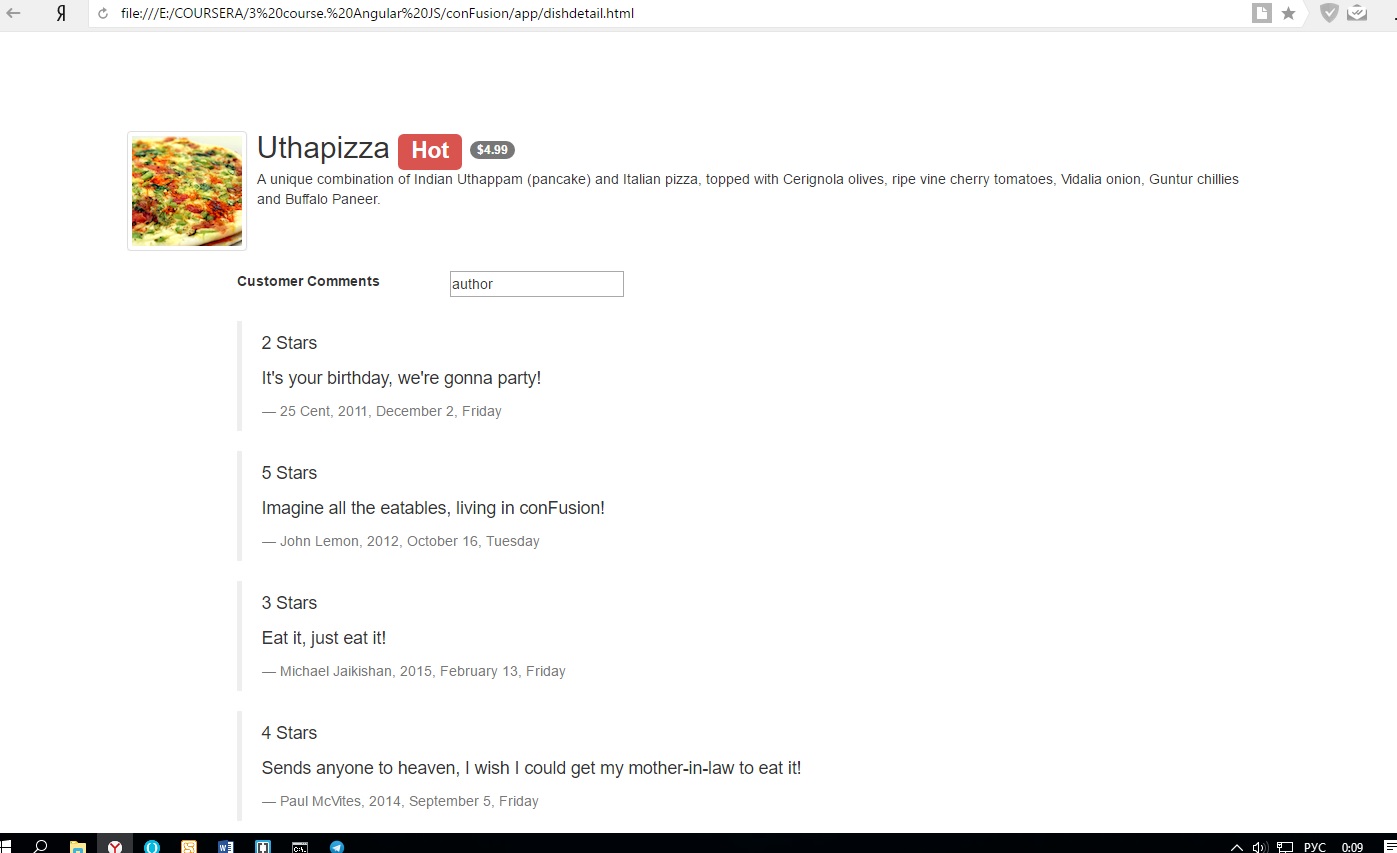 Я
file:///E:/COURSERA/3%20course.%20Angular%20JS/conFusion/app/dishdetail.html
Uthapizza Hot $4.99
A unique combination of Indian Uthappam (pancake) and Italian pizza, topped with Cerignola olives, ripe vine cherry tomatoes, Vidalia onion, Guntur chillies
and Buffalo Paneer.
Customer Comments author
2 Stars
It's your birthday, we're gonna party!
— 25 Cent, 2011, December 2, Friday
5 Stars
Imagine all the eatables, living in conFusion!
— John Lemon, 2012, October 16, Tuesday
3 Stars
Eat it, just eat it!
— Michael Jaikishan, 2015, February 13, Friday
4 Stars
Sends anyone to heaven, I wish I could get my mother-in-law to eat it!
— Paul McVites, 2014, September 5, Friday
РУС 0:09